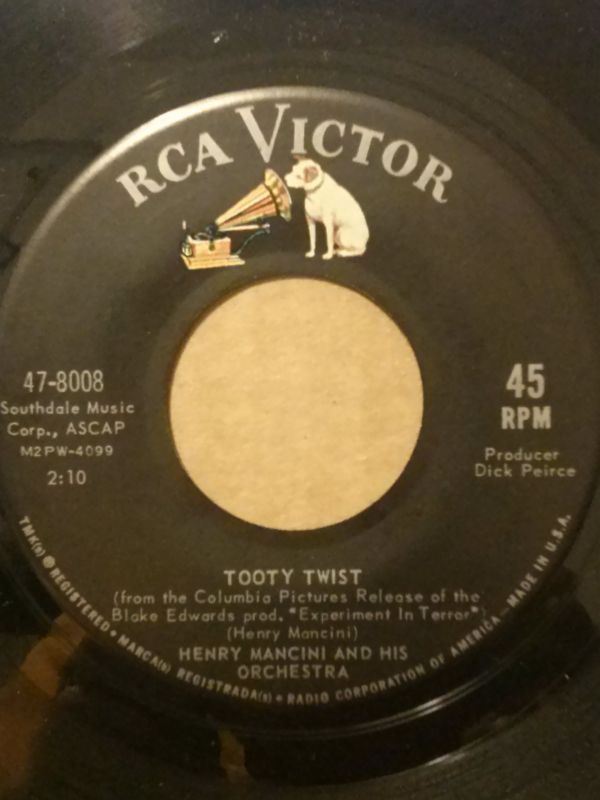 RCA VICTOR
47-8008
Southdale Music
Corp., ASCAP
M2PW-4099
2:10
45
RPM
Producer
Dick Peirce
TOOTY TWIST
(from the Columbia Pictures Release of the
Blake Edwards prod. "Experiment In Terror")
(Henry Mancini)
HENRY MANCINI AND HIS
ORCHESTRA
TMK(s) ® REGISTERED • MARCA(s) REGISTRADA(s) • RADIO CORPORATION OF AMERICA — MADE IN U.S.A.